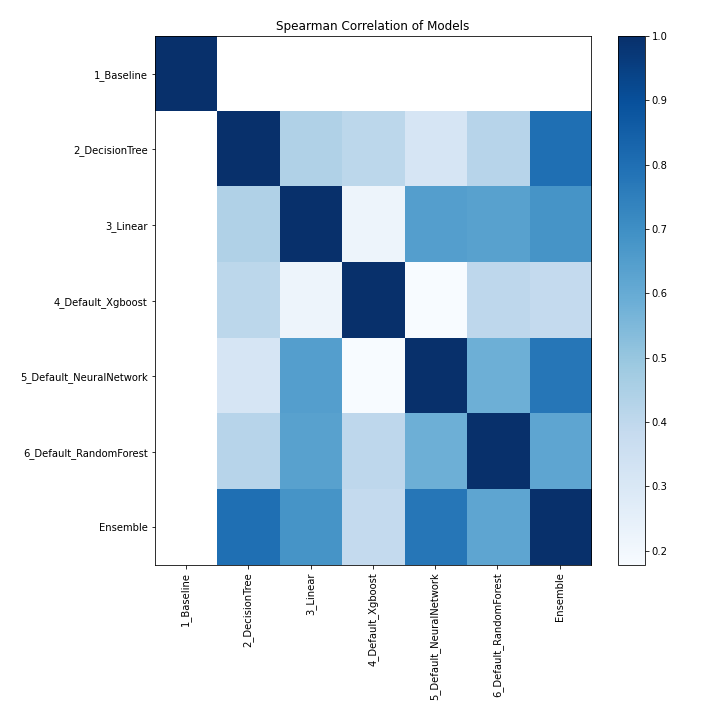 Spearman Correlation of Models
1_Baseline
2_DecisionTree
3_Linear
4_Default_Xgboost
5_Default_NeuralNetwork
6_Default_RandomForest
Ensemble
1_Baseline
2_DecisionTree
3_Linear
4_Default_Xgboost
5_Default_NeuralNetwork
6_Default_RandomForest
Ensemble
1.0
0.9
0.8
0.7
0.6
0.5
0.4
0.3
0.2